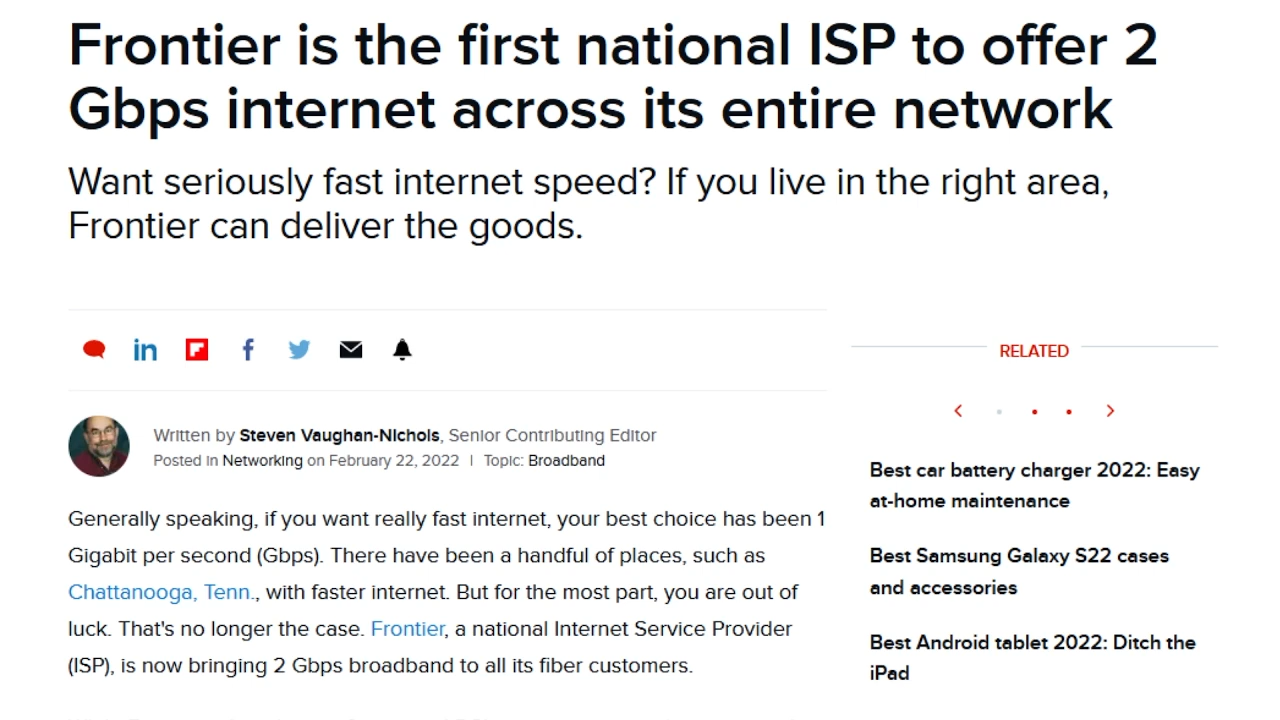 Frontier is the first national ISP to offer 2
Gbps internet across its entire network
Want seriously fast internet speed? If you live in the right area,
Frontier can deliver the goods.
in
f
RELATED
Written by Steven Vaughan-Nichols, Senior Contributing Editor
Posted in Networking on February 22, 2022 | Topic: Broadband
Generally speaking, if you want really fast internet, your best choice has been 1
Gigabit per second (Gbps). There have been a handful of places, such as
Chattanooga, Tenn., with faster internet. But for the most part, you are out of
luck. That's no longer the case. Frontier, a national Internet Service Provider
(ISP), is now bringing 2 Gbps broadband to all its fiber customers.
Best car battery charger 2022: Easy
at-home maintenance
Best Samsung Galaxy S22 cases
and accessories
Best Android tablet 2022: Ditch the
iPad